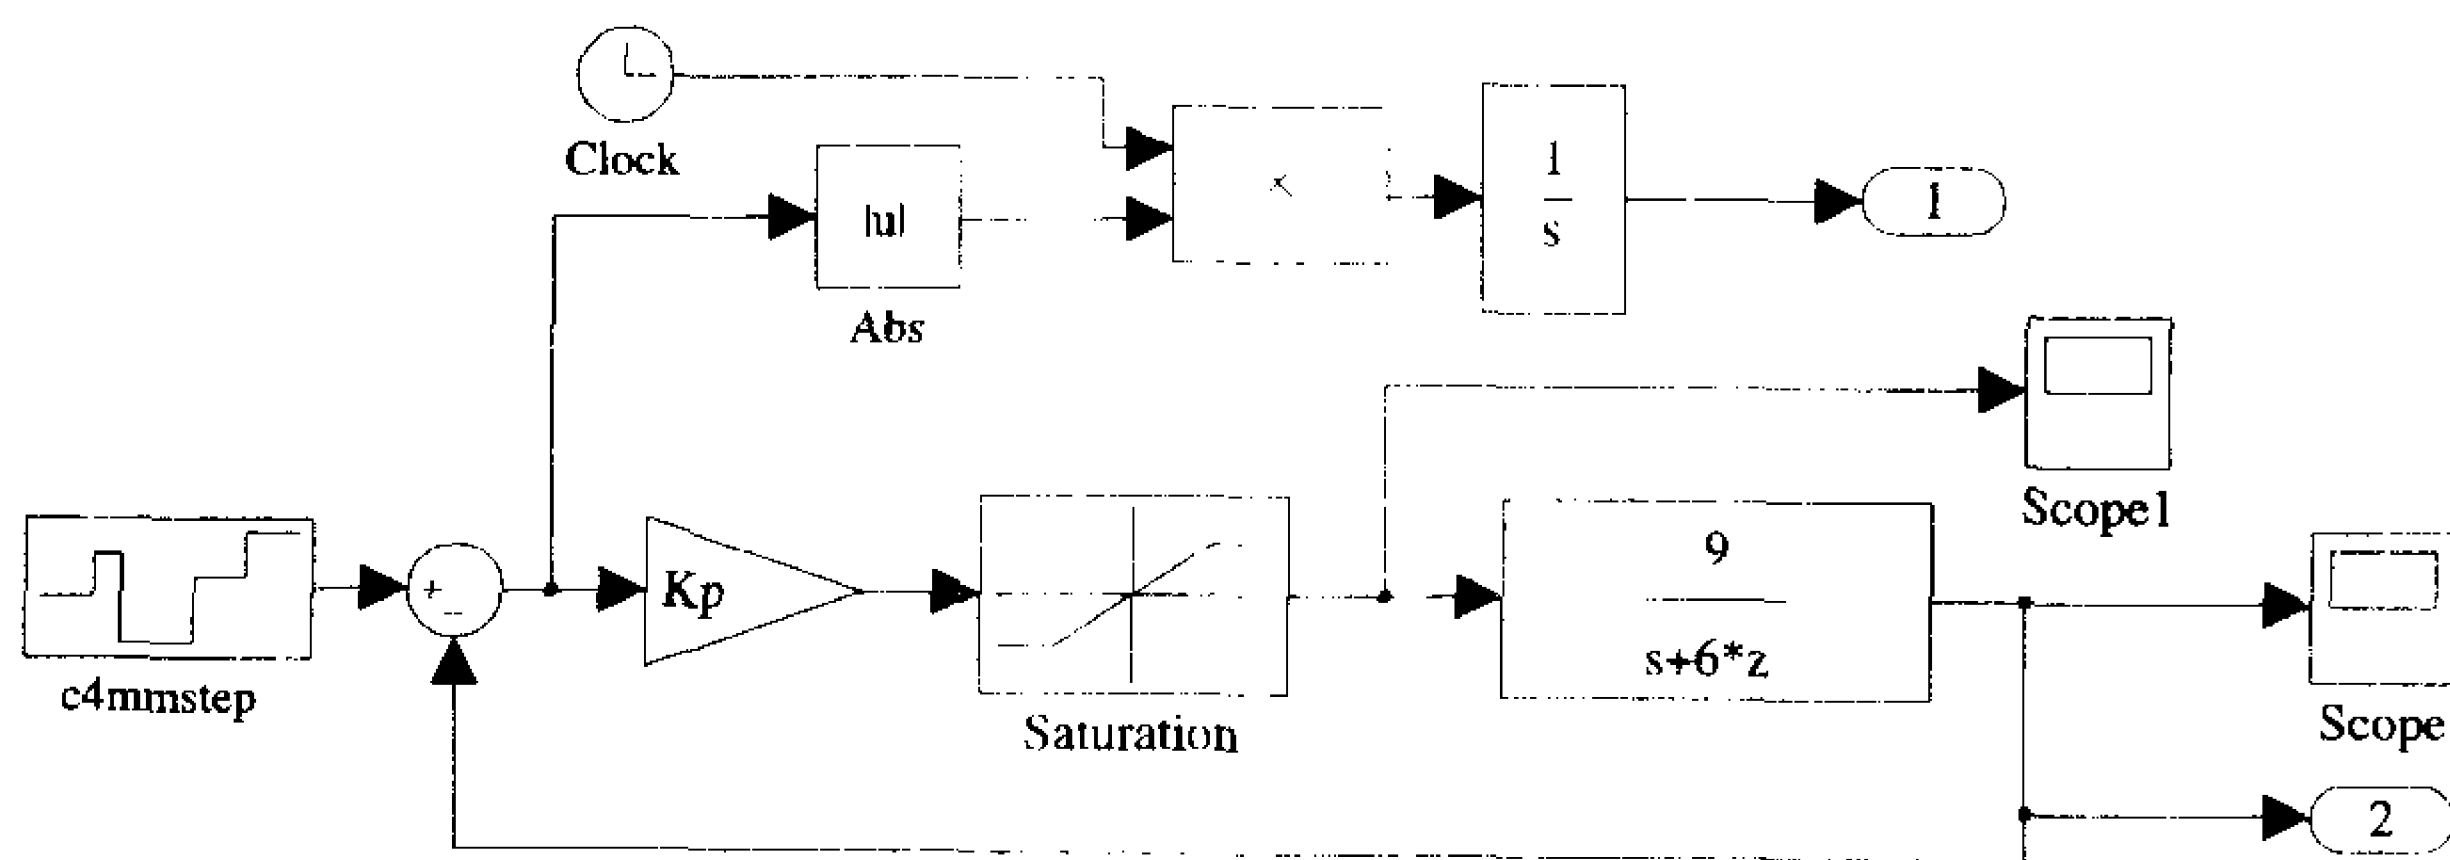 Clock
|u|
Abs
×
1
s
1
Scope1
c4mmstep
+
−
Kp
Saturation
9
s+6*z
Scope
2